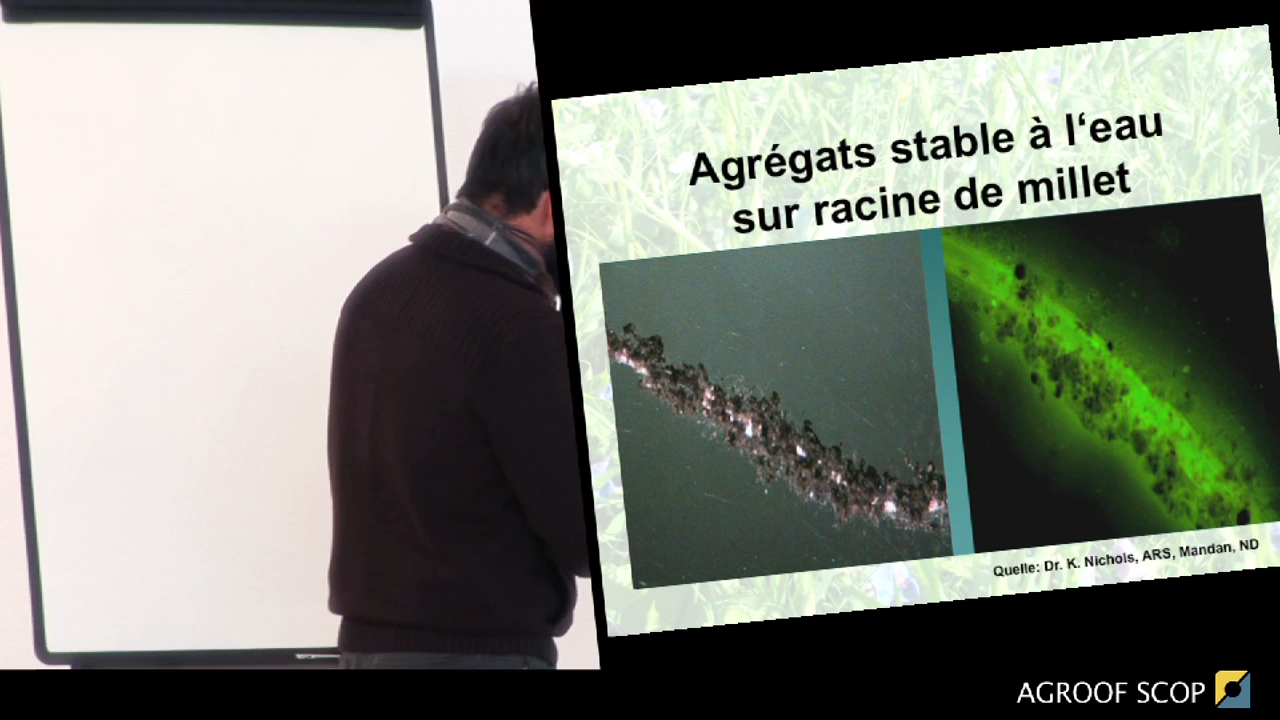 Agrégats stable à l‘eau
sur racine de millet
Quelle: Dr. K. Nichols, ARS, Mandan, ND
AGROOF SCOP